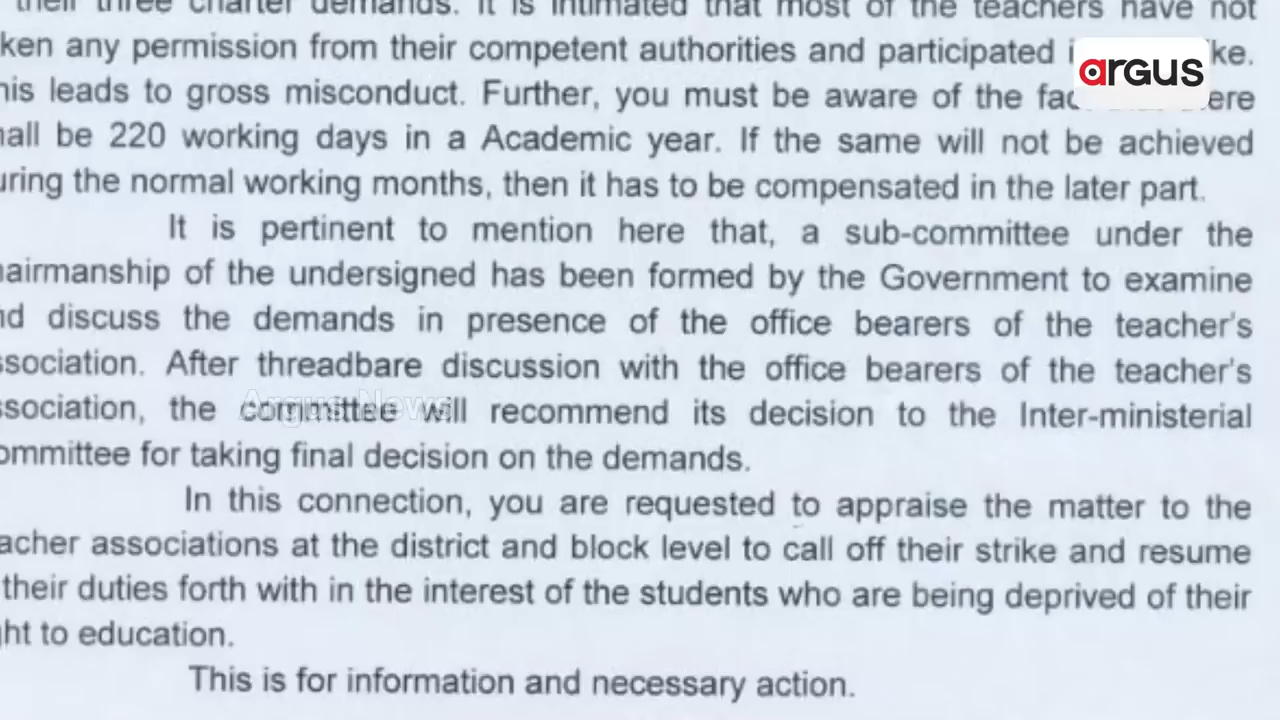 their three charter demands. It is intimated that most of the teachers have not
ken any permission from their competent authorities and participated i ke.
his leads to gross misconduct. Further, you must be aware of the fac ere
hall be 220 working days in a Academic year. If the same will not be achieved
uring the normal working months, then it has to be compensated in the later part.
It is pertinent to mention here that, a sub-committee under the
hairmanship of the undersigned has been formed by the Government to examine
nd discuss the demands in presence of the office bearers of the teacher's
ssociation. After threadbare discussion with the office bearers of the teacher's
ssociation, the committee will recommend its decision to the Inter-ministerial
ommittee for taking final decision on the demands.
In this connection, you are requested to appraise the matter to the
acher associations at the district and block level to call off their strike and resume
their duties forth with in the interest of the students who are being deprived of their
ght to education.
This is for information and necessary action.
argus
Argus News